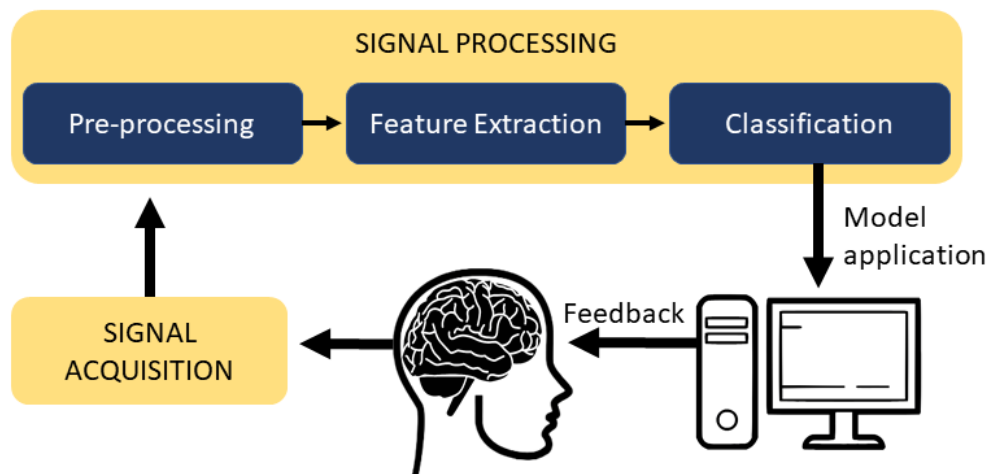 SIGNAL PROCESSING
Pre-processing
Feature Extraction
Classification
Model
application
Feedback
SIGNAL
ACQUISITION